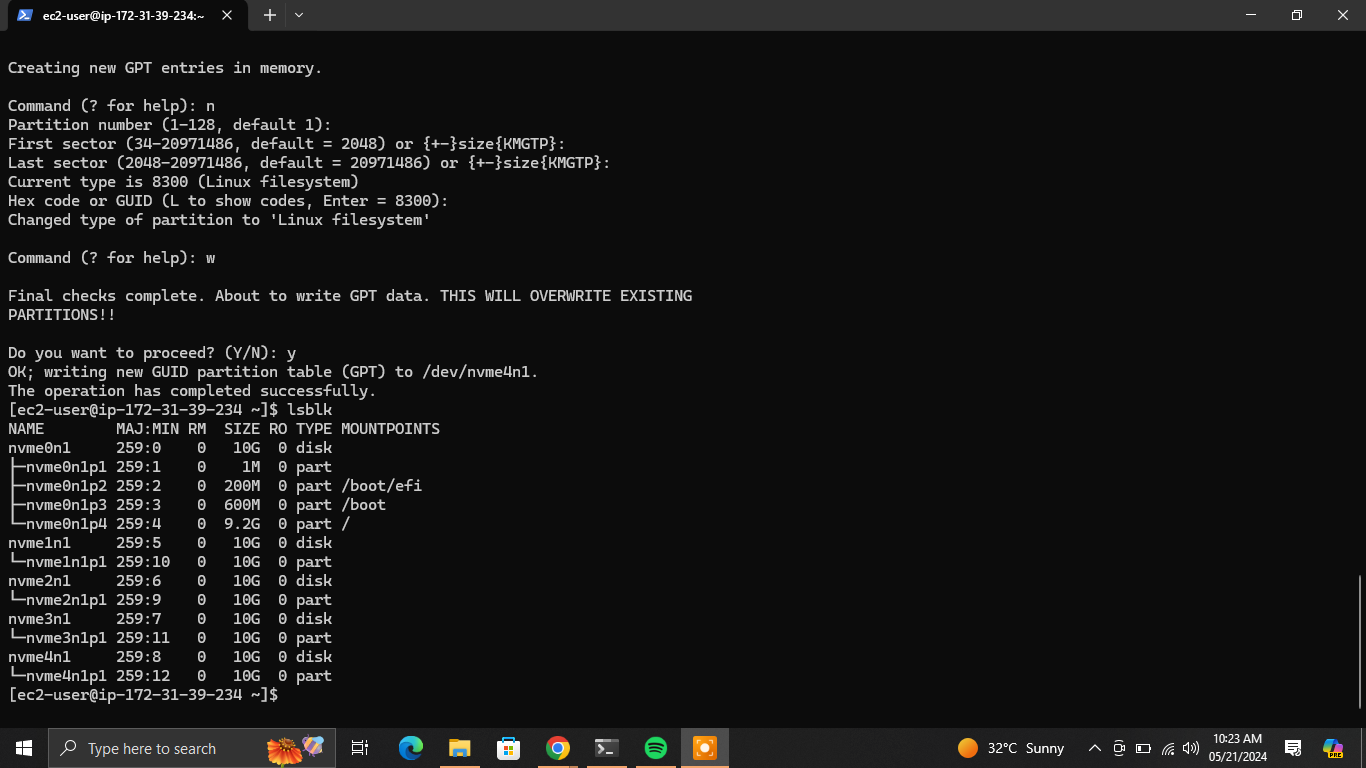 ec2-user@ip-172-31-39-234:~
Creating new GPT entries in memory.
Command (? for help): n
Partition number (1-128, default 1):
First sector (34-20971486, default = 2048) or {+-}size{KMGTP}:
Last sector (2048-20971486, default = 20971486) or {+-}size{KMGTP}:
Current type is 8300 (Linux filesystem)
Hex code or GUID (L to show codes, Enter = 8300):
Changed type of partition to 'Linux filesystem'
Command (? for help): w
Final checks complete. About to write GPT data. THIS WILL OVERWRITE EXISTING
PARTITIONS!!
Do you want to proceed? (Y/N): y
OK; writing new GUID partition table (GPT) to /dev/nvme4n1.
The operation has completed successfully.
[ec2-user@ip-172-31-39-234 ~]$ lsblk
NAME        MAJ:MIN RM  SIZE RO TYPE MOUNTPOINTS
nvme0n1     259:0    0   10G  0 disk
├─nvme0n1p1 259:1    0    1M  0 part
├─nvme0n1p2 259:2    0  200M  0 part /boot/efi
├─nvme0n1p3 259:3    0  600M  0 part /boot
└─nvme0n1p4 259:4    0  9.2G  0 part /
nvme1n1     259:5    0   10G  0 disk
└─nvme1n1p1 259:10   0   10G  0 part
nvme2n1     259:6    0   10G  0 disk
└─nvme2n1p1 259:9    0   10G  0 part
nvme3n1     259:7    0   10G  0 disk
└─nvme3n1p1 259:11   0   10G  0 part
nvme4n1     259:8    0   10G  0 disk
└─nvme4n1p1 259:12   0   10G  0 part
[ec2-user@ip-172-31-39-234 ~]$
Type here to search
32°C Sunny
10:23 AM
05/21/2024
PRE